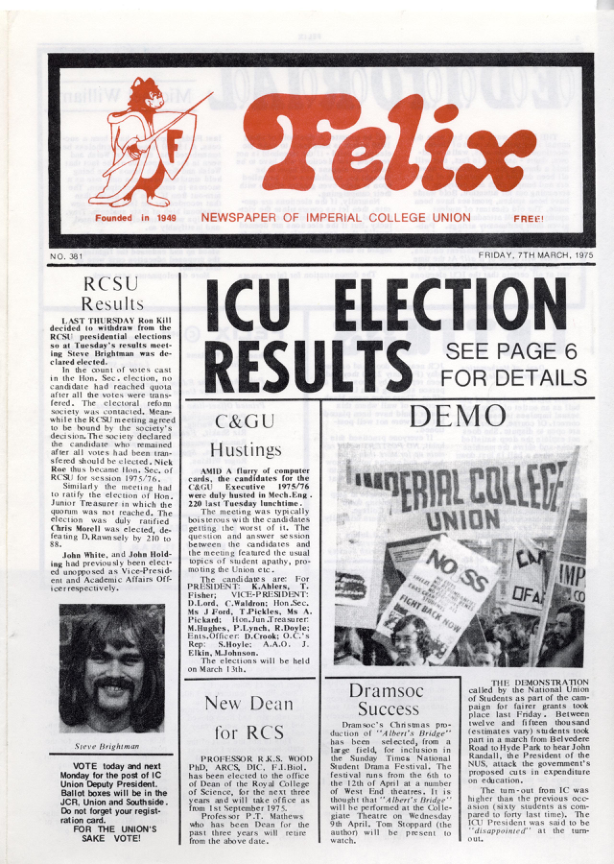 F
Felix
Founded in 1949
NEWSPAPER OF IMPERIAL COLLEGE UNION
FREE!
NO. 381
FRIDAY, 7TH MARCH, 1975
RCSU
Results
LAST THURSDAY Ron Kill
decided to withdraw from the
RCSU presidential elections
so at Tuesday's results meet-
ing Steve Brightman was de-
clared elected.
In the count of votes cast
in the Hon. Sec. election, no
candidate had reached quota
after all the votes were trans-
fered. The electoral reform
society was contacted. Mean-
while the RCSU meeting agreed
to be bound by the society's
decision. The society declared
the candidate who remained
after all votes had been tran-
sfered should be elected. Nick
Roe thus became Hon. Sec. of
RCSU for session 1975/76.
Similarly the meeting had
to ratify the election of Hon.
Junior Treasurer in which the
quorum was not reached. The
election was duly ratified
Chris Morell was elected, de-
feating D.Rawnsely by 210 to
88.
John White, and John Hold-
ing had previously been elect-
ed unopposed as Vice-Presid-
ent and Academic Affairs Off-
icer respectively.
Steve Brightman
VOTE today and next
Monday for the post of IC
Union Deputy President.
Ballot boxes will be in the
JCR, Union and Southside.
Do not forget your regist-
ration card.
FOR THE UNION'S
SAKE VOTE!
ICU ELECTION
RESULTS
SEE PAGE 6
FOR DETAILS
C&GU
Hustings
AMID A flurry of computer
cards, the candidates for the
C&GU Executive 1975/76
were duly husted in Mech.Eng.
220 last Tuesday lunchtime.
The meeting was typically
boisterous with the candidates
getting the worst of it. The
question and answer session
between the candidates and
the meeting featured the usual
topics of student apathy, pro-
moting the Union etc.
The candidates are: For
PRESIDENT: K.Ahlers, T.
Fisher; VICE-PRESIDENT:
D.Lord, C.Waldron; Hon.Sec.
Ms J Ford, T.Pickles, Ms A.
Pickard; Hon.Jun Treasurer:
M.Hughes, P.Lynch, R.Doyle;
Ents.Officer: D.Crook; O.C.'s
Rep: S.Hoyle; A.A.O. J.
Elkin, M.Johnson.
The elections will be held
on March 13th.
New Dean
for RCS
PROFESSOR R.K.S. WOOD
PhD, ARCS, DIC, F.I.Biol.
has been elected to the office
of Dean of the Royal College
of Science, for the next three
years and will take office as
from 1st September 1975.
Professor P.T. Mathews
who has been Dean for the
past three years will retire
from the above date.
DEMO
IMPERIAL COLLEGE
UNION
NO SS
FIGHT BACK NOW
IMP
Dramsoc
Success
Dramsoc's Christmas pro-
duction of "Albert's Bridge"
has been selected, from a
large field, for inclusion in
the Sunday Times National
Student Drama Festival. The
festival runs from the 6th to
the 12th of April at a number
of West End theatres. It is
thought that "Albert's Bridge"
will be performed at the Colle-
giate Theatre on Wednesday
9th April. Tom Stoppard (the
author) will be present to
watch.
THE DEMONSTRATION
called by the National Union
of Students as part of the cam-
paign for fairer grants took
place last Friday. Between
twelve and fifteen thousand
(estimates vary) students took
part in a march from Belvedere
Road to Hyde Park to hear John
Randall, the President of the
NUS, attack the government's
proposed cuts in expenditure
on education.
The turn-out from IC was
higher than the previous occ-
asion (sixty students as com-
pared to forty last time). The
ICU President was said to be
"disappointed" at the turn-
out.